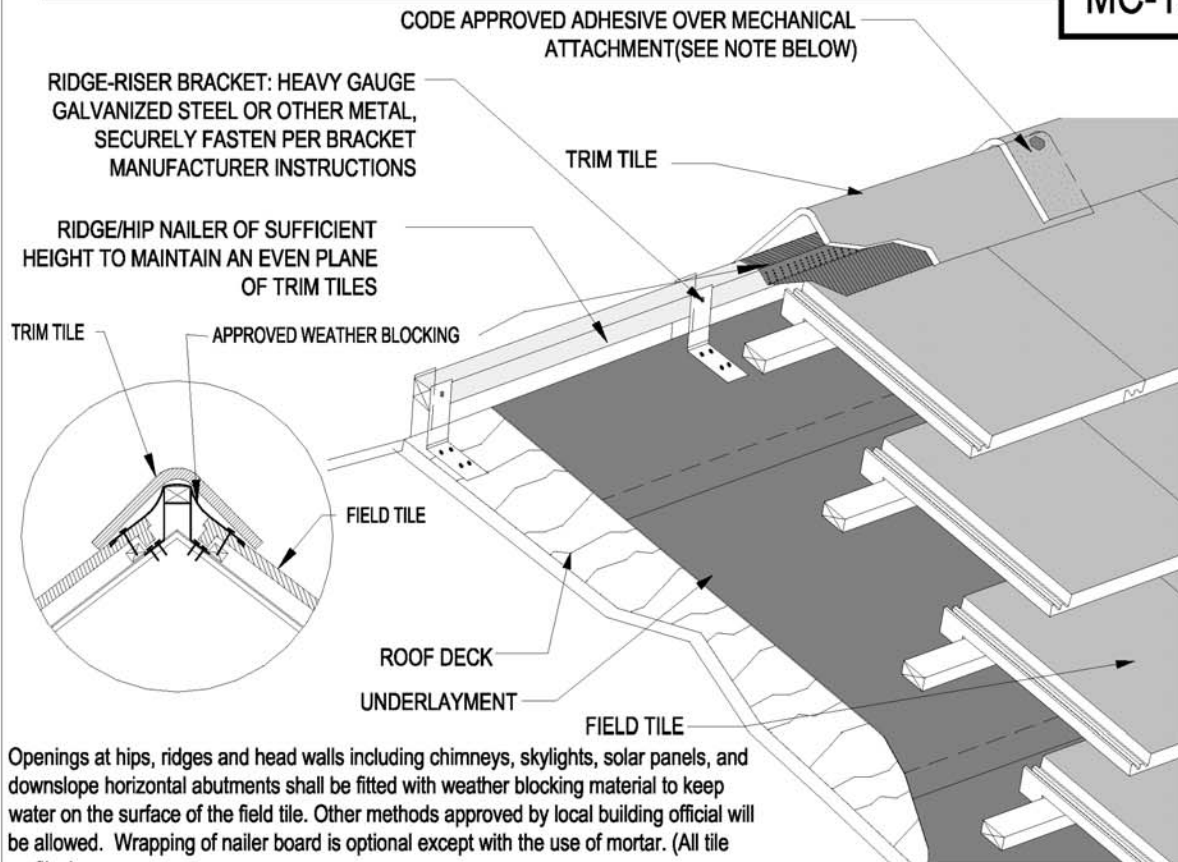 MC-1
CODE APPROVED ADHESIVE OVER MECHANICAL
ATTACHMENT(SEE NOTE BELOW)
RIDGE-RISER BRACKET: HEAVY GAUGE
GALVANIZED STEEL OR OTHER METAL,
SECURELY FASTEN PER BRACKET
MANUFACTURER INSTRUCTIONS
TRIM TILE
RIDGE/HIP NAILER OF SUFFICIENT
HEIGHT TO MAINTAIN AN EVEN PLANE
OF TRIM TILES
TRIM TILE
APPROVED WEATHER BLOCKING
FIELD TILE
ROOF DECK
UNDERLAYMENT
FIELD TILE
Openings at hips, ridges and head walls including chimneys, skylights, solar panels, and
downslope horizontal abutments shall be fitted with weather blocking material to keep
water on the surface of the field tile. Other methods approved by local building official will
be allowed. Wrapping of nailer board is optional except with the use of mortar. (All tile